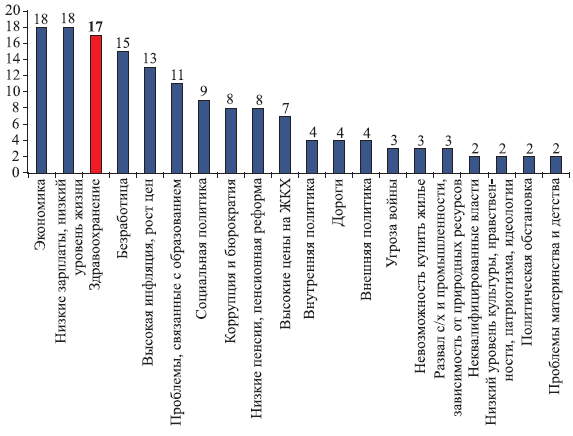 20
18
16
14
12
10
8
6
4
2
0
18
18
17
15
13
11
9
8
8
7
4
4
4
3
3
3
2
2
2
2
Экономика
Низкие зарплаты, низкий
уровень жизни
Здравоохранение
Безработица
Высокая инфляция, рост цен
Проблемы, связанные с образованием
Социальная политика
Коррупция и бюрократия
Низкие пенсии, пенсионная реформа
Высокие цены на ЖКХ
Внутренняя политика
Дороги
Внешняя политика
Угроза войны
Невозможность купить жилье
Развал с/х и промышленности,
зависимость от природных ресурсов
Неквалифицированные власти
Низкий уровень культуры, нравствен-
ности, патриотизма, идеологии
Политическая обстановка
Проблемы материнства и детства